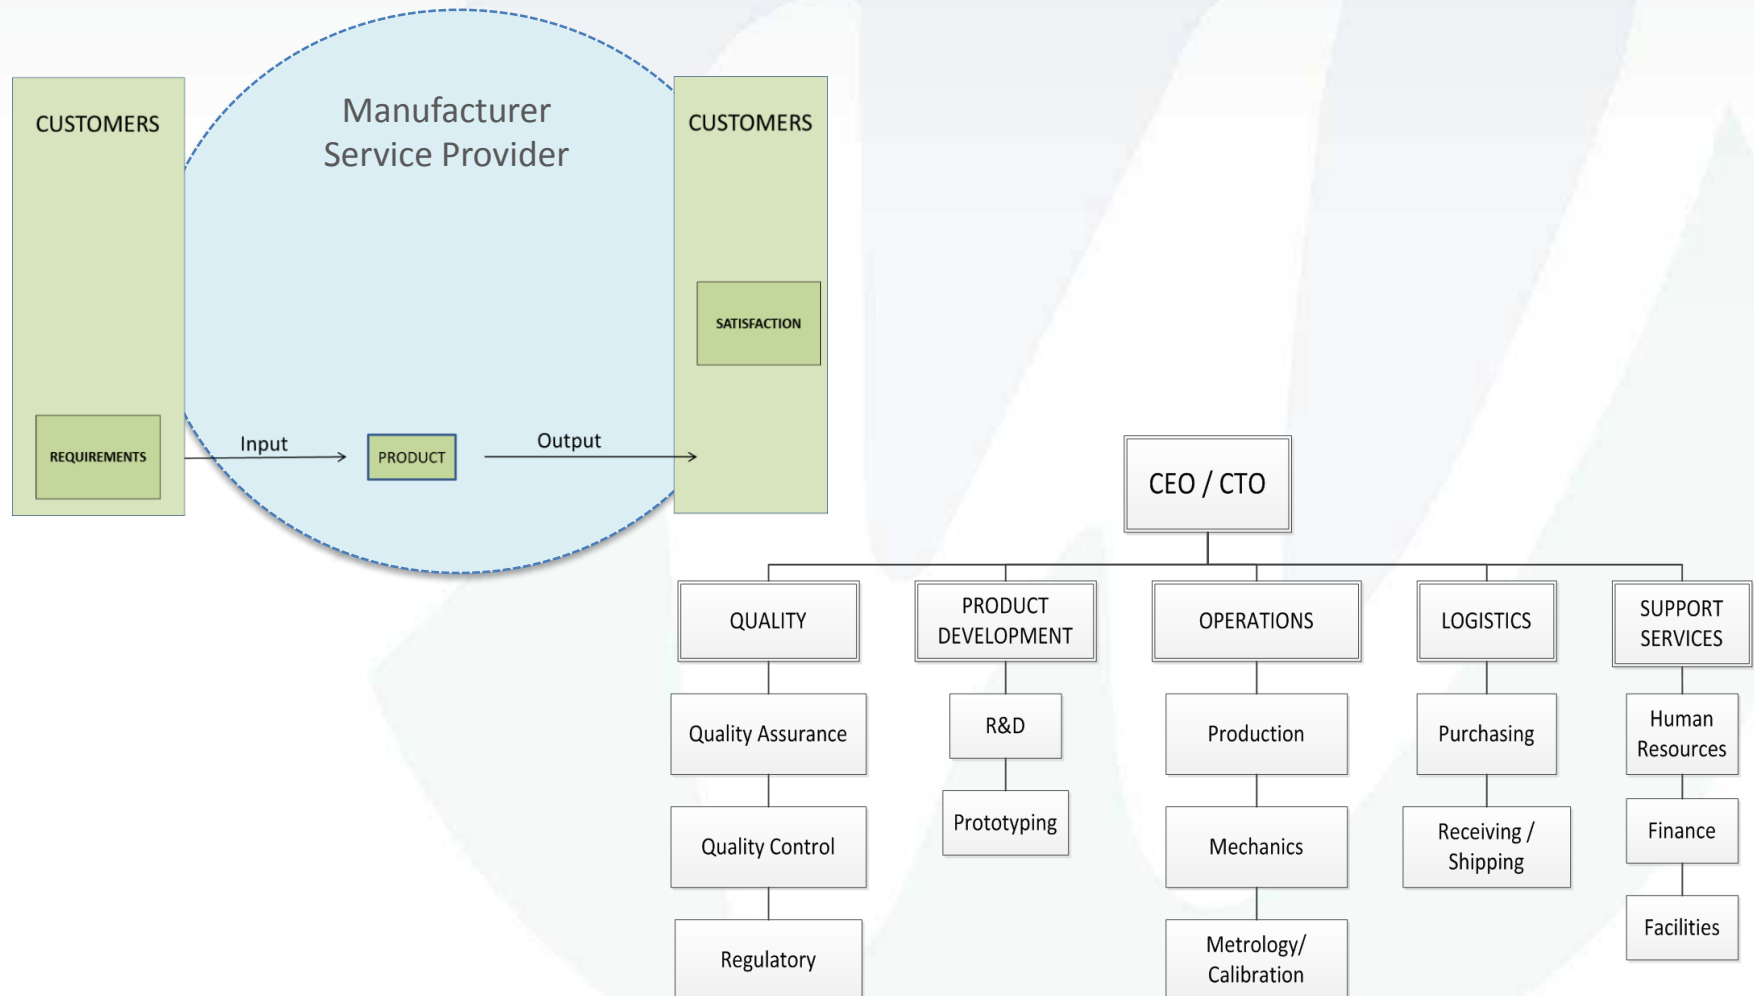 CUSTOMERS
Manufacturer
Service Provider
CUSTOMERS
SATISFACTION
REQUIREMENTS
Input
PRODUCT
Output
CEO / CTO
QUALITY
PRODUCT
DEVELOPMENT
OPERATIONS
LOGISTICS
SUPPORT
SERVICES
Quality Assurance
R&D
Production
Purchasing
Human
Resources
Quality Control
Prototyping
Mechanics
Receiving /
Shipping
Finance
Regulatory
Metrology/
Calibration
Facilities